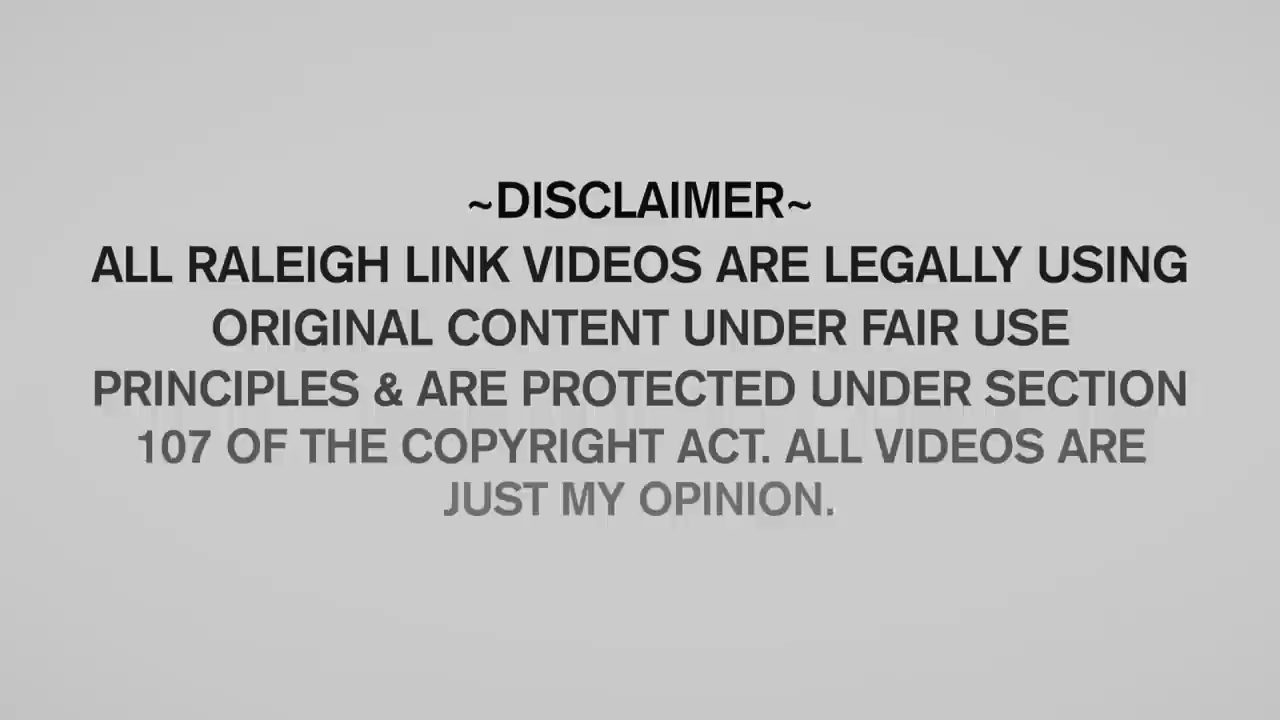 ~DISCLAIMER~
ALL RALEIGH LINK VIDEOS ARE LEGALLY USING
ORIGINAL CONTENT UNDER FAIR USE
PRINCIPLES & ARE PROTECTED UNDER SECTION
107 OF THE COPYRIGHT ACT. ALL VIDEOS ARE
JUST MY OPINION.